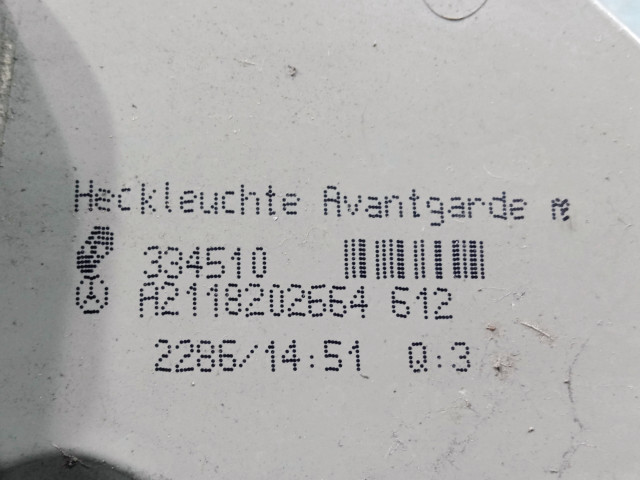 Heckleuchte Avantgarde
334510
A2118202664 612
2286/14:51 Q:3